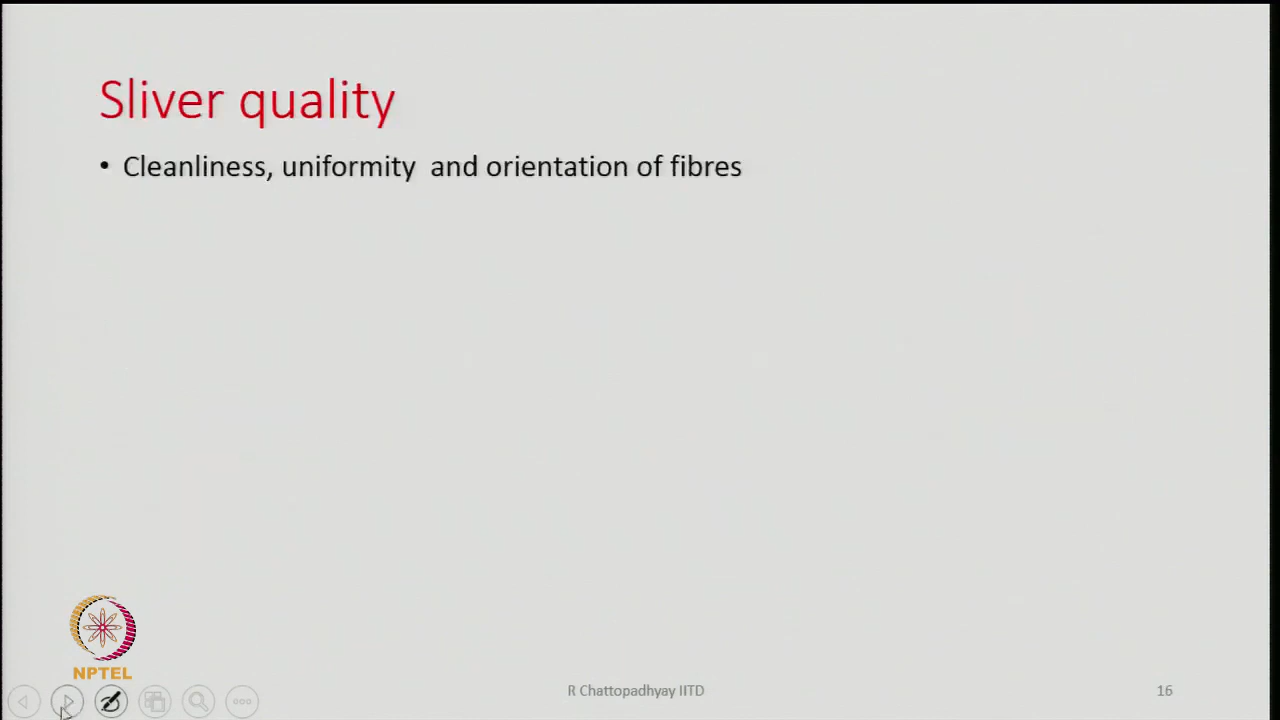 Sliver quality
• Cleanliness, uniformity and orientation of fibres
NPTEL
R Chattopadhyay IITD
16